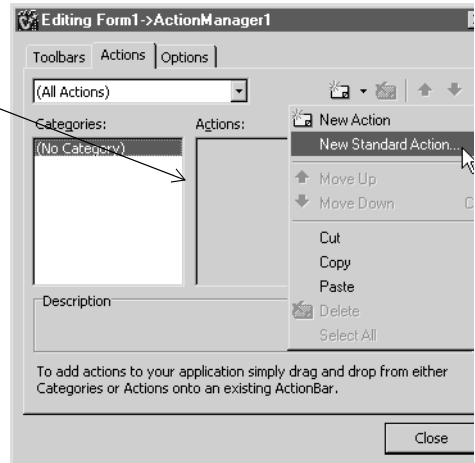 Editing Form1->ActionManager1
Toolbars Actions Options
(All Actions)
Categories: Actions:
(No Category)
New Action
New Standard Action...
Move Up
Move Down C
Cut
Copy
Paste
Delete
Select All
Description
To add actions to your application simply drag and drop from either
Categories or Actions onto an existing ActionBar.
Close